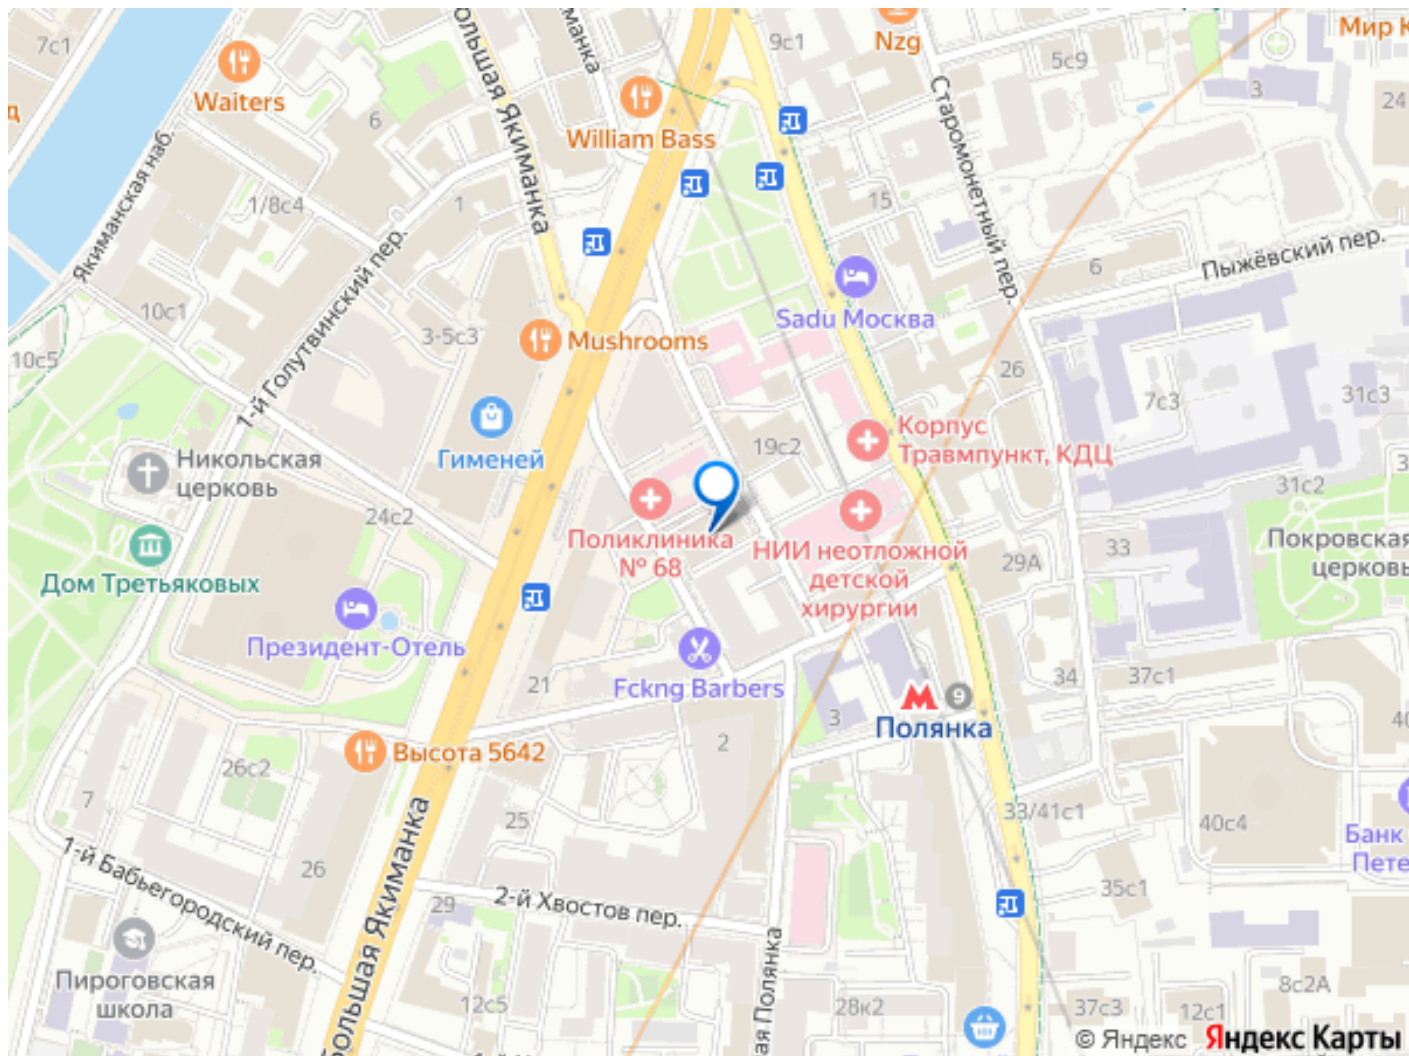 7с1
Waiters
6
Якиманская наб.
1/8с4
1
1-й Голутвинский пер.
10с1
10с5
3-5с3
Большая Якиманка
William Bass
9с1
Nzg
5с9
3
Мир К
24
Старомонетный пер.
15
6
Пыжёвский пер.
Sadu Москва
Mushrooms
26
7с3
31с3
Гименей
Никольская
церковь
24с2
Дом Третьяковых
Президент-Отель
19с2
Корпус
Травмпункт, КДЦ
31с2
Поликлиника
№ 68
НИИ неотложной
детской
хирургии
29А
33
Покровская
церковь
Fckng Barbers
21
34
37с1
3
9
Полянка
2
Высота 5642
26с2
7
25
33/41с1
40с4
Банк
Пете
26
1-й Бабьегородский пер.
29
2-й Хвостов пер.
35с1
Большая Якиманка
Пироговская
школа
12с5
28к2
37с3
12с1
8с2А
© Яндекс Яндекс Карты